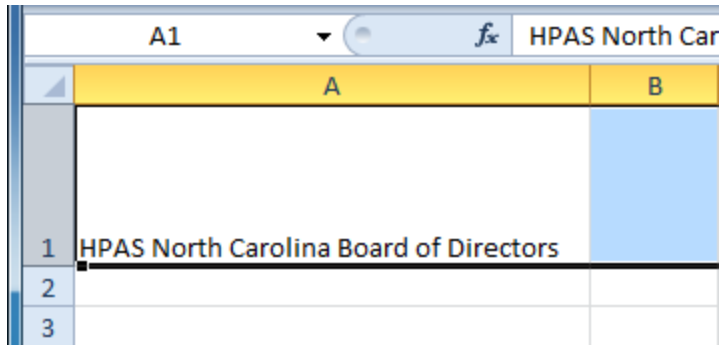 A1 fx HPAS North Car
A B
1 HPAS North Carolina Board of Directors
2
3